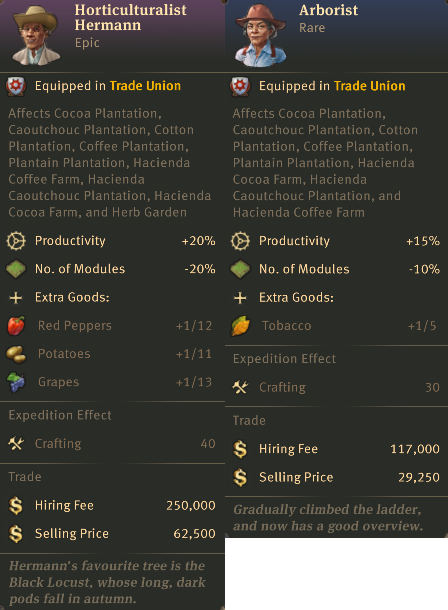 Horticulturalist
Hermann
Epic
Equipped in Trade Union
Affects Cocoa Plantation,
Caoutchouc Plantation, Cotton
Plantation, Coffee Plantation,
Plantain Plantation, Hacienda
Coffee Farm, Hacienda
Caoutchouc Plantation, Hacienda
Cocoa Farm, and Herb Garden
Productivity +20%
No. of Modules -20%
Extra Goods:
Red Peppers +1/12
Potatoes +1/11
Grapes +1/13
Expedition Effect
Crafting 40
Trade
Hiring Fee 250,000
Selling Price 62,500
Hermann's favourite tree is the
Black Locust, whose long, dark
pods fall in autumn.
Arborist
Rare
Equipped in Trade Union
Affects Cocoa Plantation,
Caoutchouc Plantation, Cotton
Plantation, Coffee Plantation,
Plantain Plantation, Hacienda
Cocoa Farm, Hacienda
Caoutchouc Plantation, and
Hacienda Coffee Farm
Productivity +15%
No. of Modules -10%
Extra Goods:
Tobacco +1/5
Expedition Effect
Crafting 30
Trade
Hiring Fee 117,000
Selling Price 29,250
Gradually climbed the ladder,
and now has a good overview.